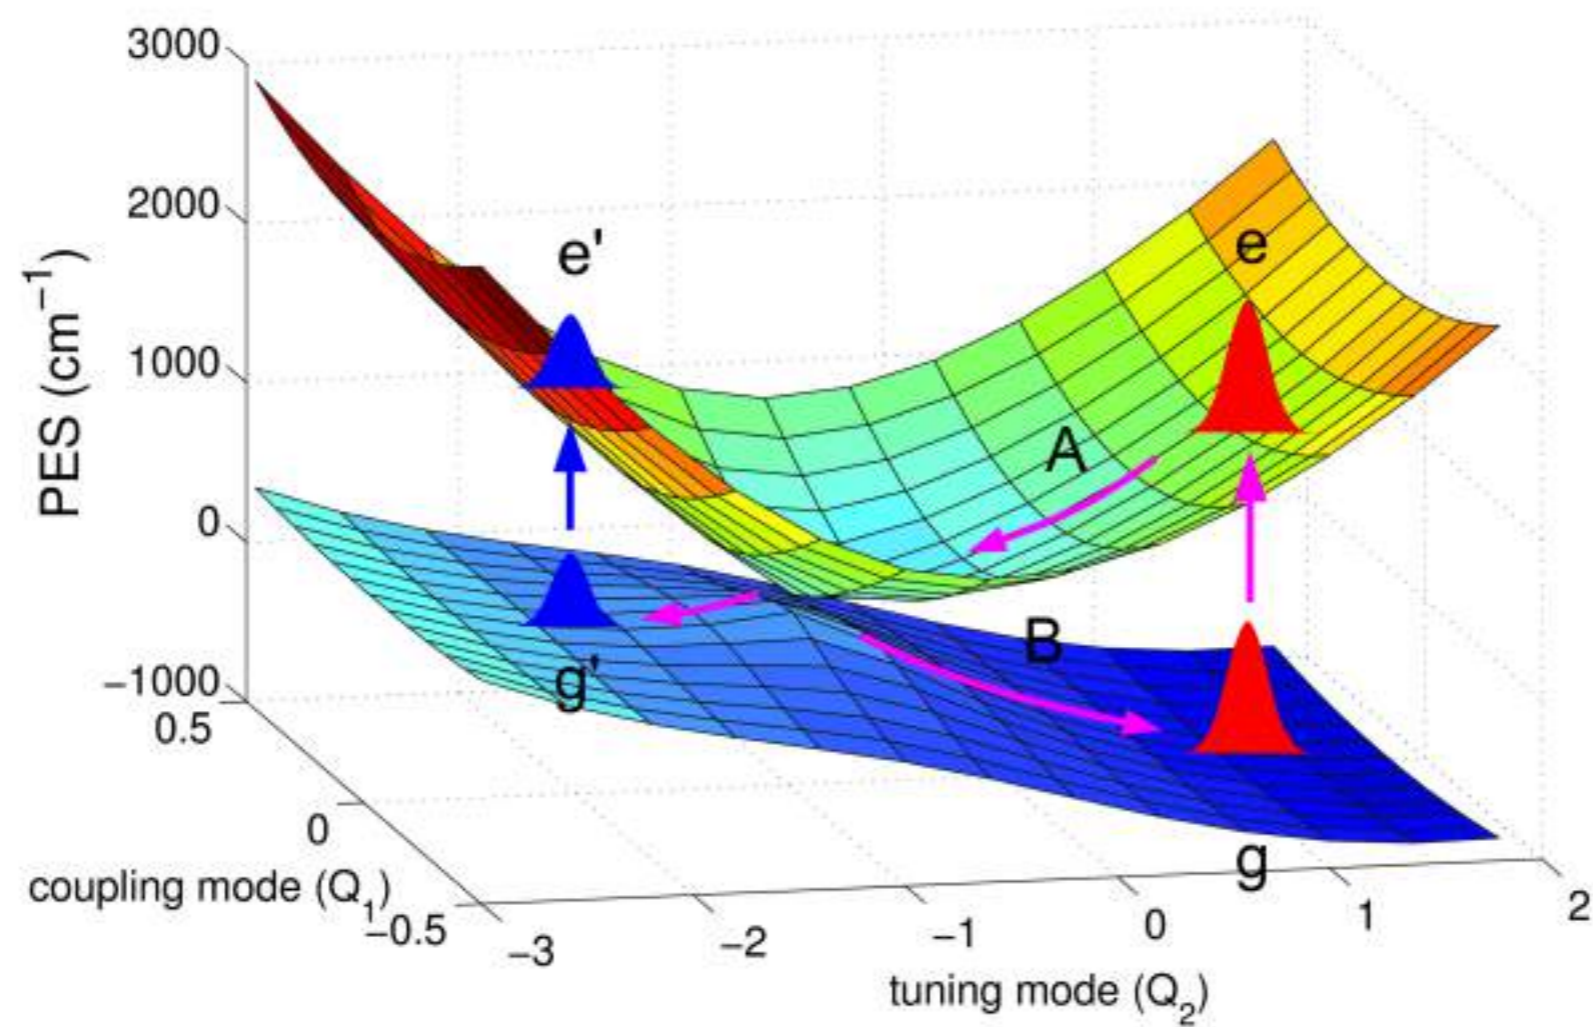 3000
2000
1000
0
−1000
PES (cm⁻¹)
e'
e
A
B
g'
g
0.5
0
−0.5
coupling mode (Q₁)
−3
−2
−1
0
1
2
tuning mode (Q₂)